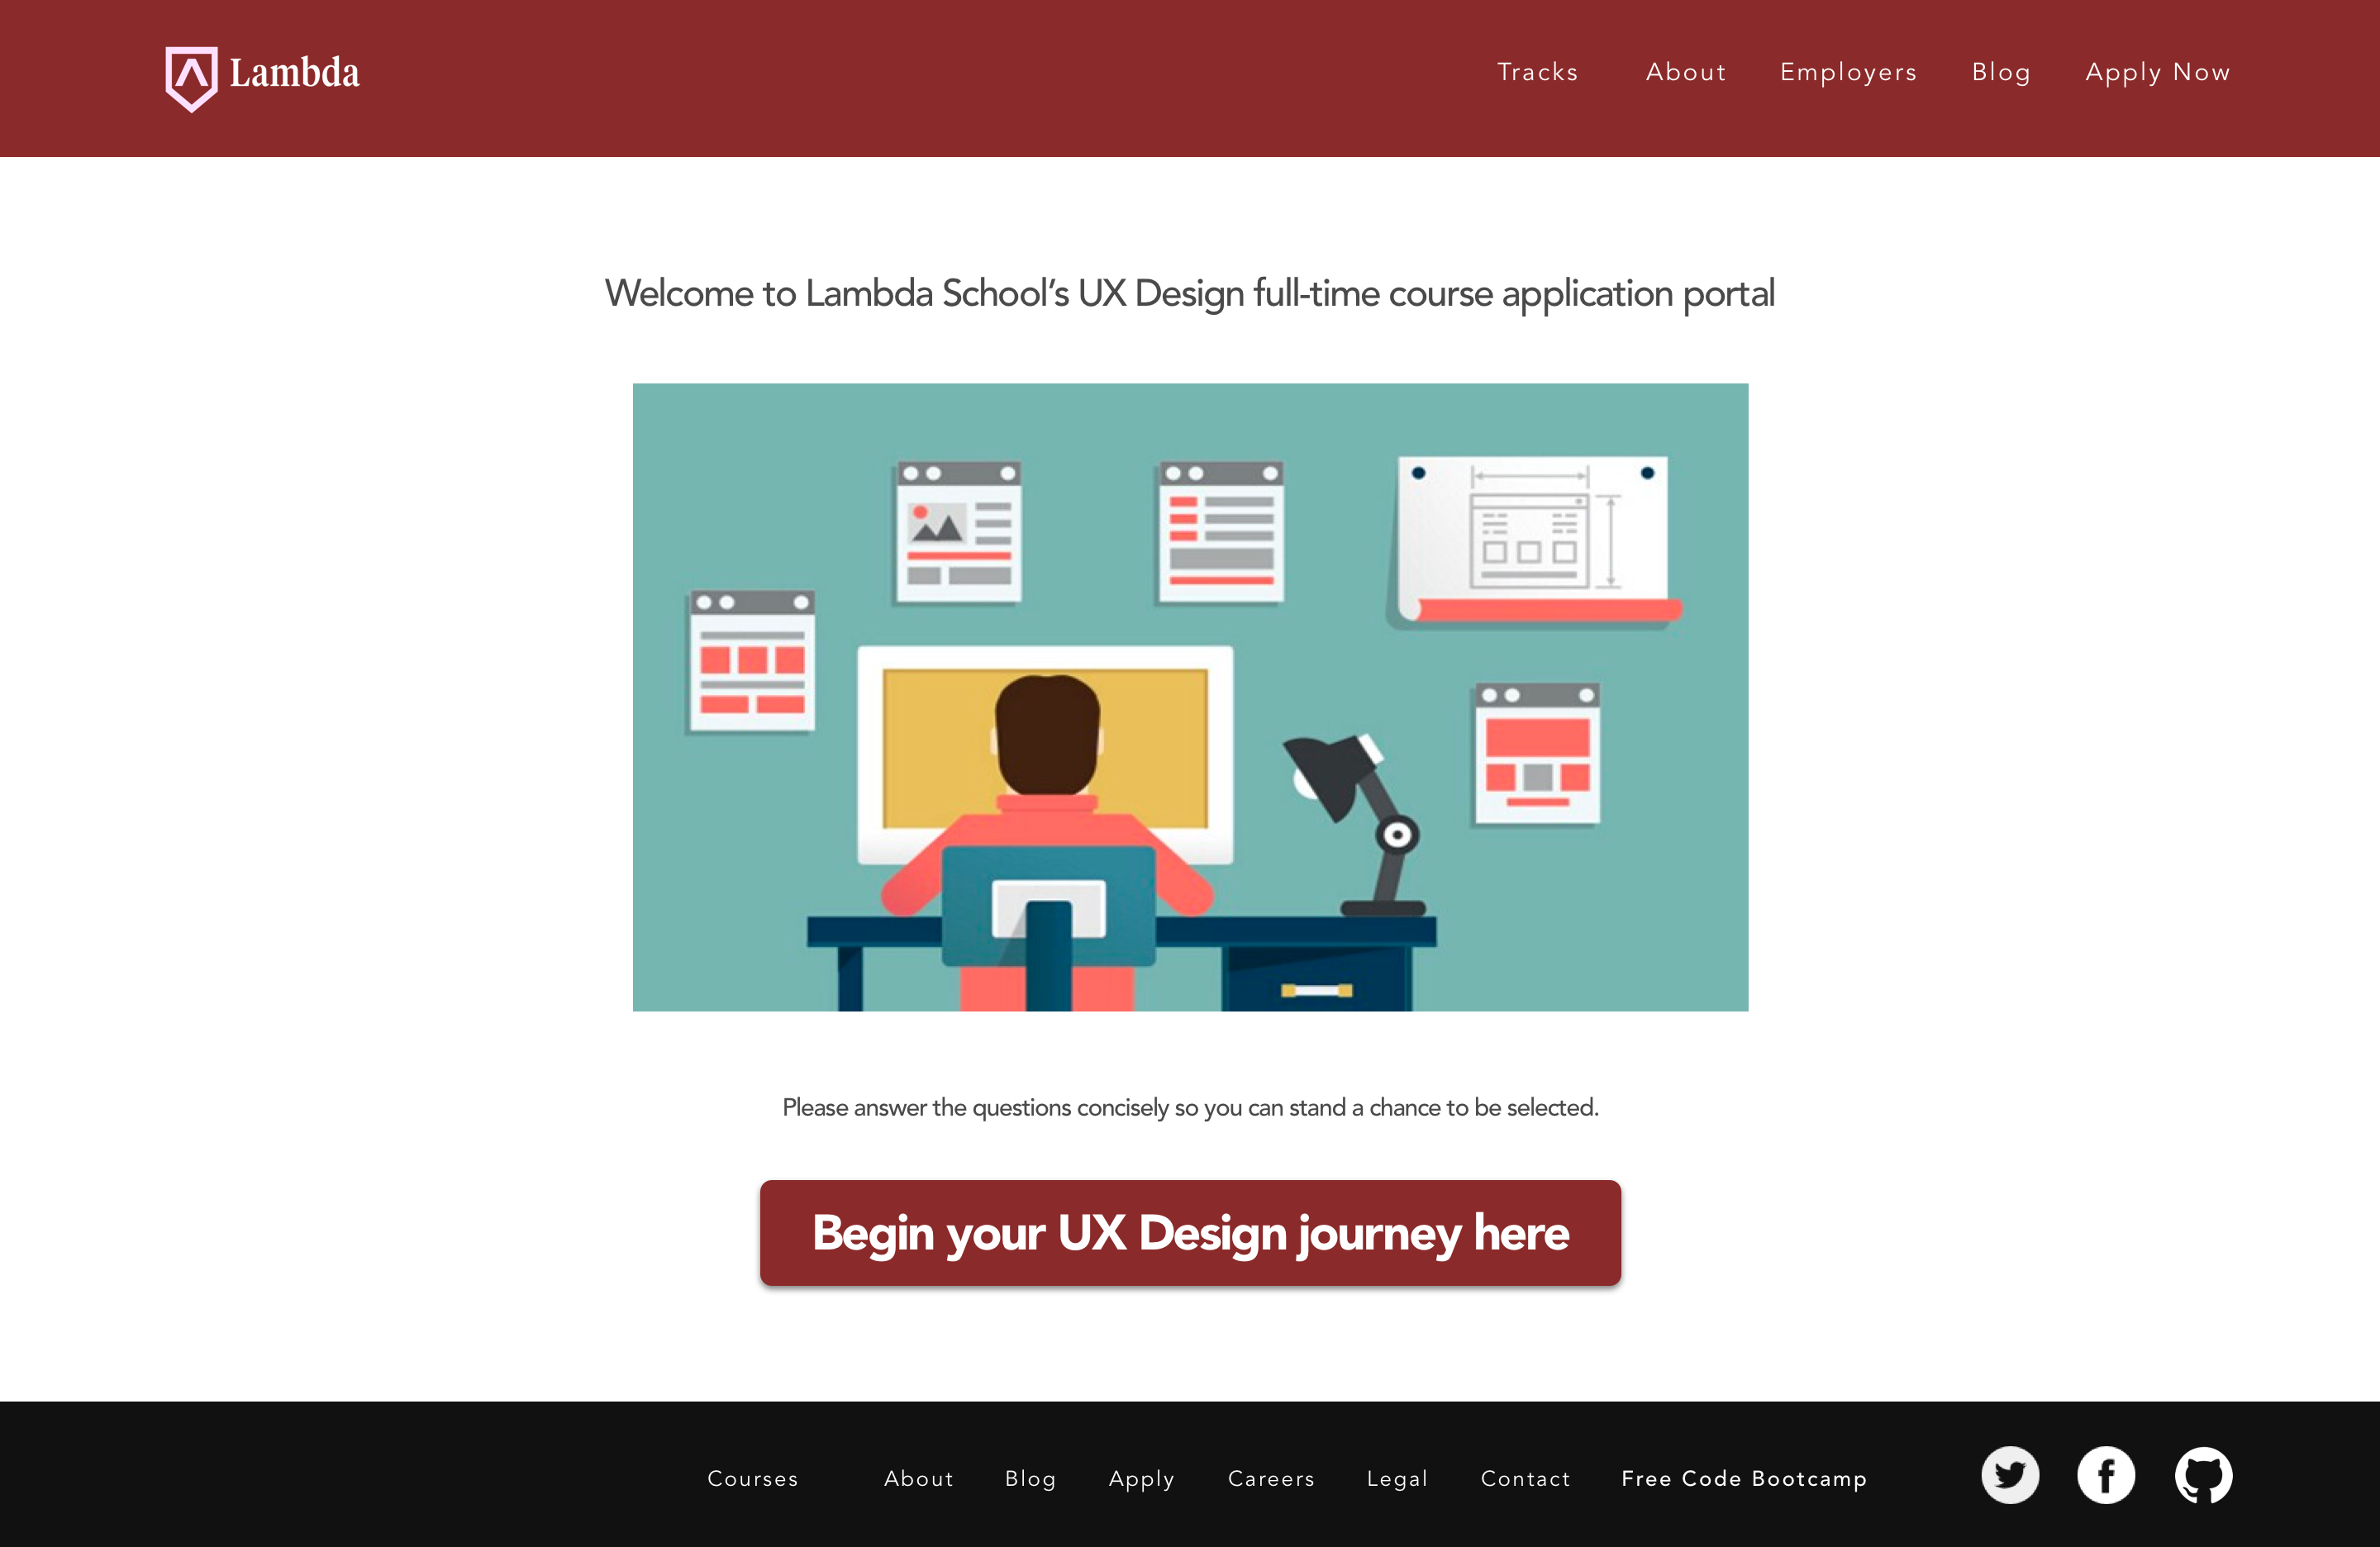 Lambda
Tracks About Employers Blog Apply Now
Welcome to Lambda School’s UX Design full-time course application portal
Please answer the questions concisely so you can stand a chance to be selected.
Begin your UX Design journey here
Courses About Blog Apply Careers Legal Contact Free Code Bootcamp